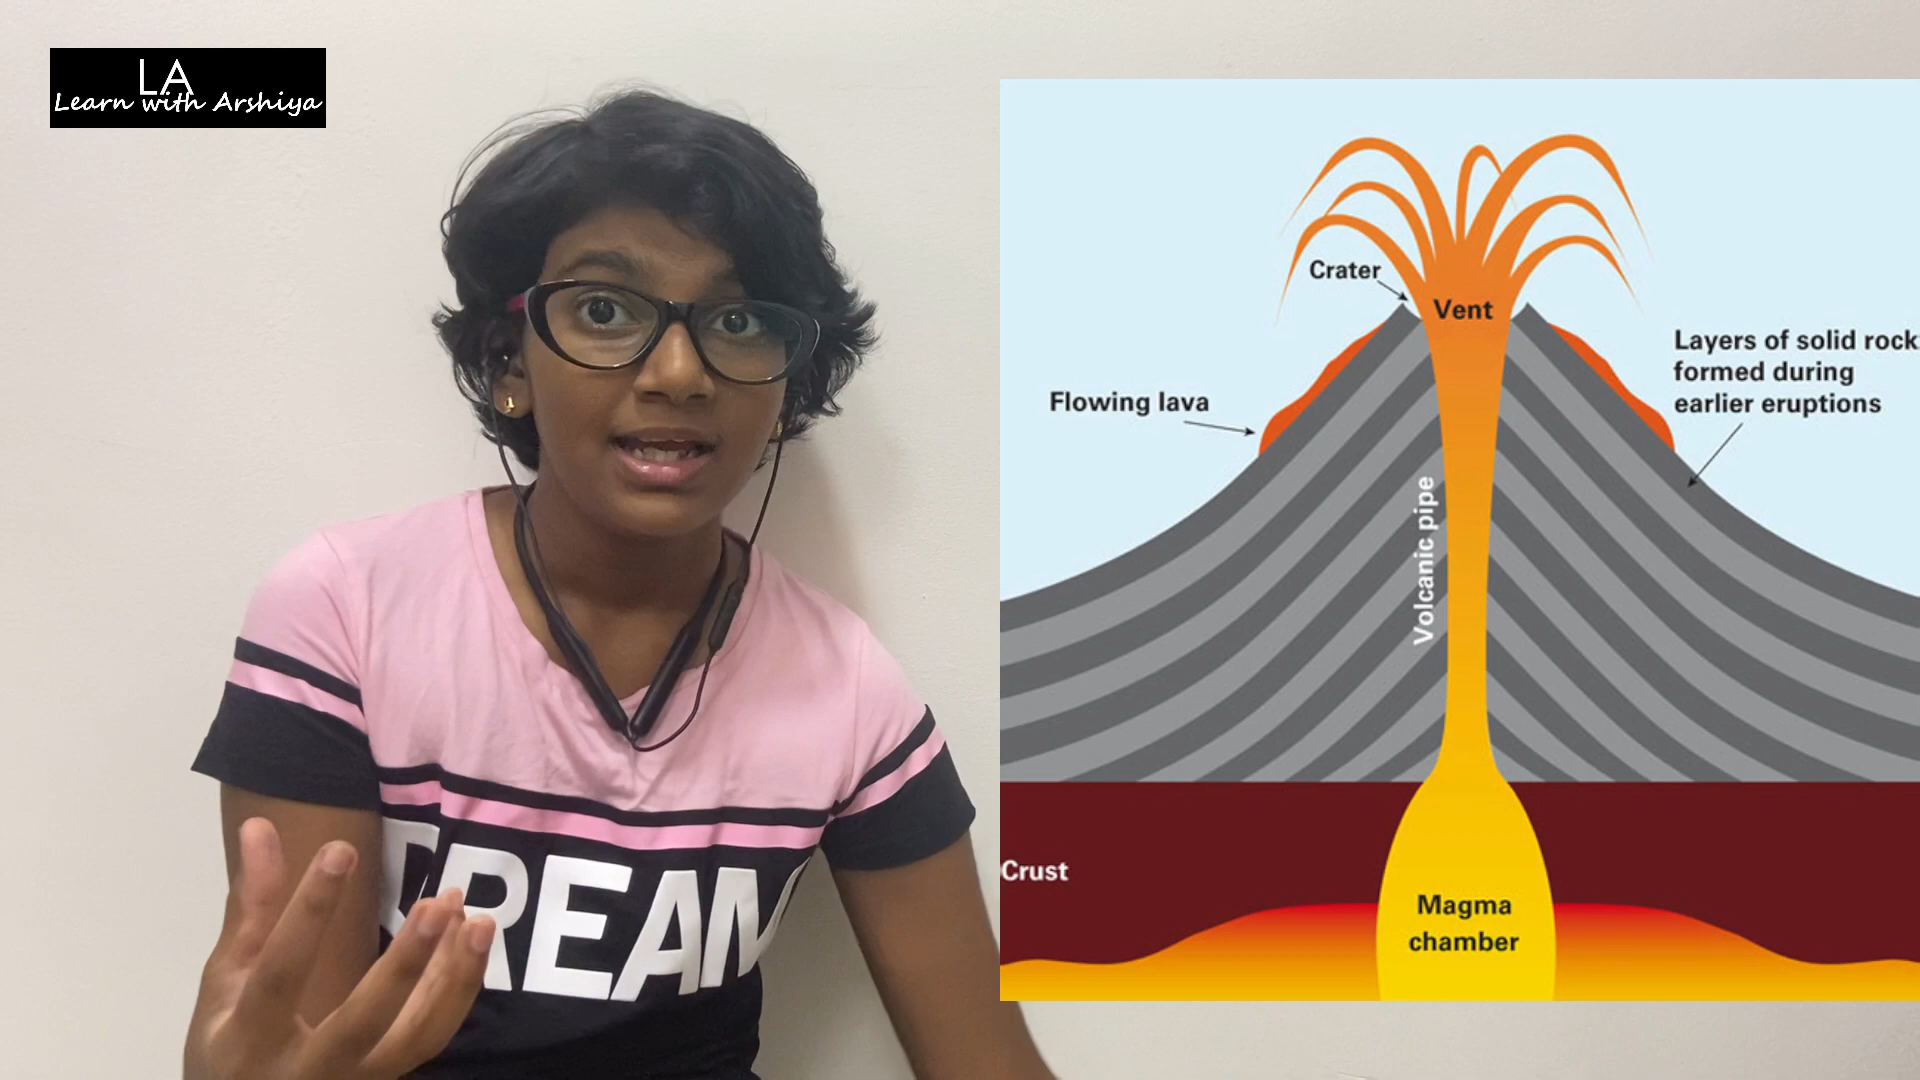 LA
Learn with Arshiya
Crater
Vent
Layers of solid rock
formed during
earlier eruptions
Flowing lava
Volcanic pipe
DREAM
Crust
Magma
chamber